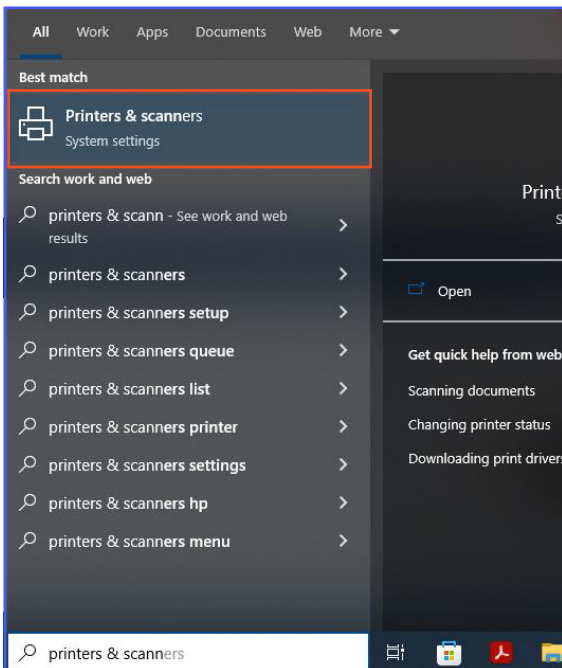 All Work Apps Documents Web More
Best match
Printers & scanners
System settings
Search work and web
printers & scann - See work and web
results
printers & scanners
printers & scanners setup
printers & scanners queue
printers & scanners list
printers & scanners printer
printers & scanners settings
printers & scanners hp
printers & scanners menu
printers & scanners
Print
S
Open
Get quick help from web
Scanning documents
Changing printer status
Downloading print drivers